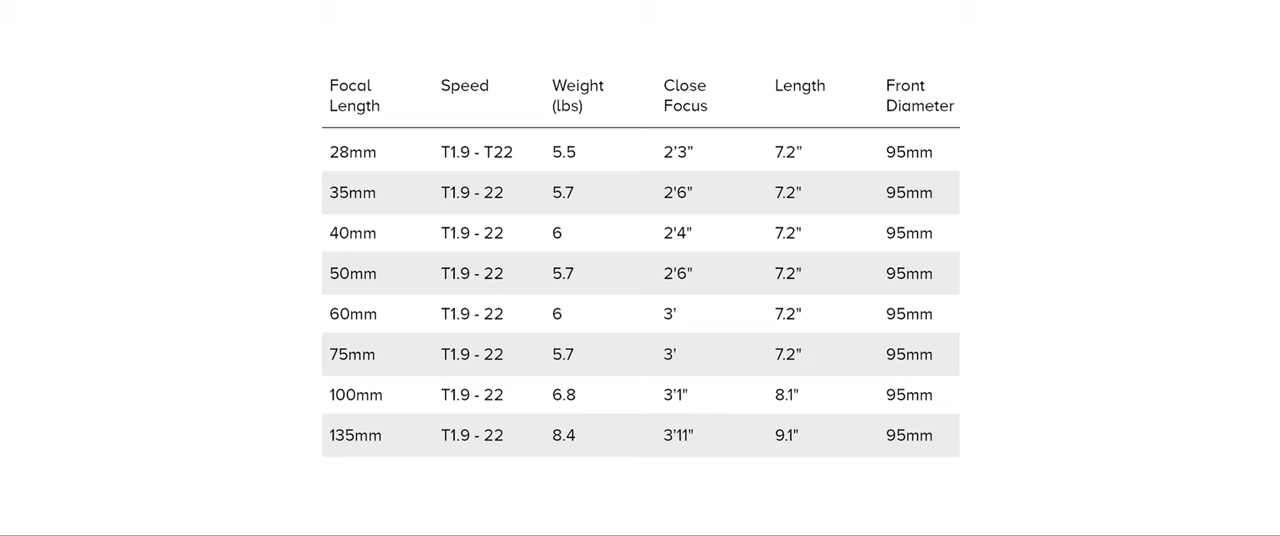 Focal Length Speed Weight (lbs) Close Focus Length Front Diameter
28mm T1.9 - T22 5.5 2’3” 7.2” 95mm
35mm T1.9 - 22 5.7 2'6" 7.2" 95mm
40mm T1.9 - 22 6 2'4" 7.2" 95mm
50mm T1.9 - 22 5.7 2'6" 7.2" 95mm
60mm T1.9 - 22 6 3' 7.2" 95mm
75mm T1.9 - 22 5.7 3' 7.2" 95mm
100mm T1.9 - 22 6.8 3'1" 8.1" 95mm
135mm T1.9 - 22 8.4 3'11" 9.1" 95mm